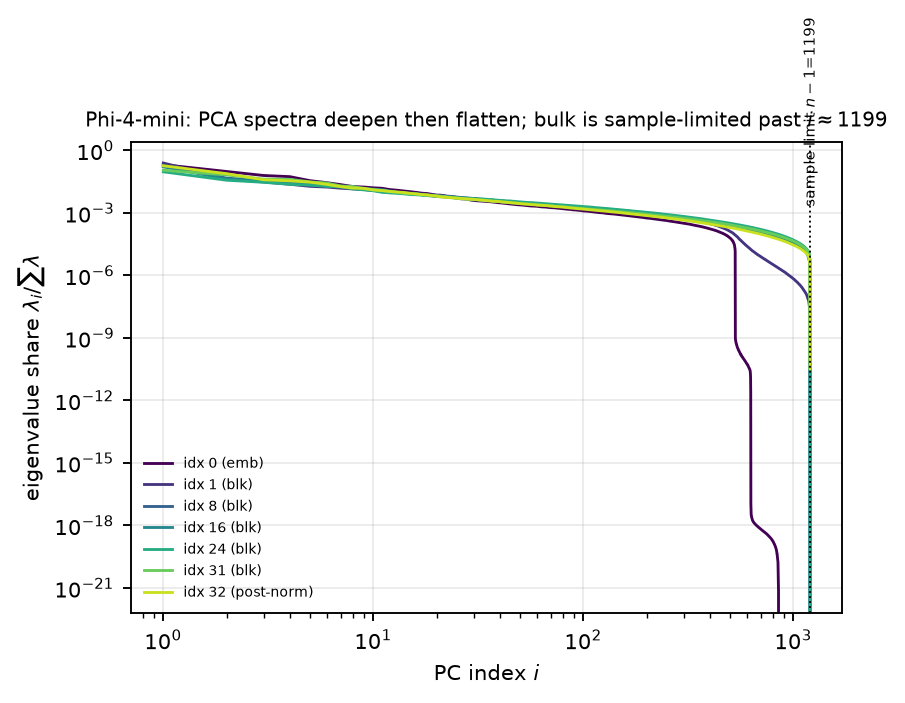 sample-limit n − 1=1199
Phi-4-mini: PCA spectra deepen then flatten; bulk is sample-limited past i ≈ 1199
10⁰
10⁻³
10⁻⁶
10⁻⁹
10⁻¹²
10⁻¹⁵
10⁻¹⁸
10⁻²¹
eigenvalue share λᵢ/∑λ
idx 0 (emb)
idx 1 (blk)
idx 8 (blk)
idx 16 (blk)
idx 24 (blk)
idx 31 (blk)
idx 32 (post-norm)
10⁰ 10¹ 10² 10³
PC index i